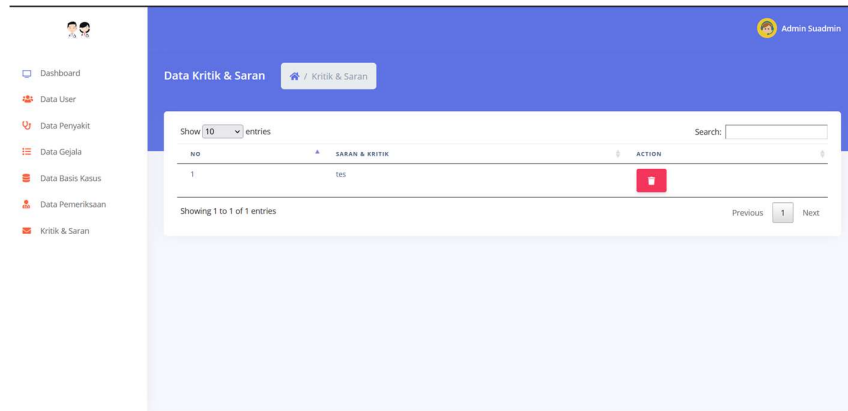 Admin Suadmin
Dashboard
Data User
Data Penyakit
Data Gejala
Data Basis Kasus
Data Pemeriksaan
Kritik & Saran
Data Kritik & Saran
/ Kritik & Saran
Show 10 entries
Search:
NO SARAN & KRITIK ACTION
1 tes
Showing 1 to 1 of 1 entries
Previous 1 Next